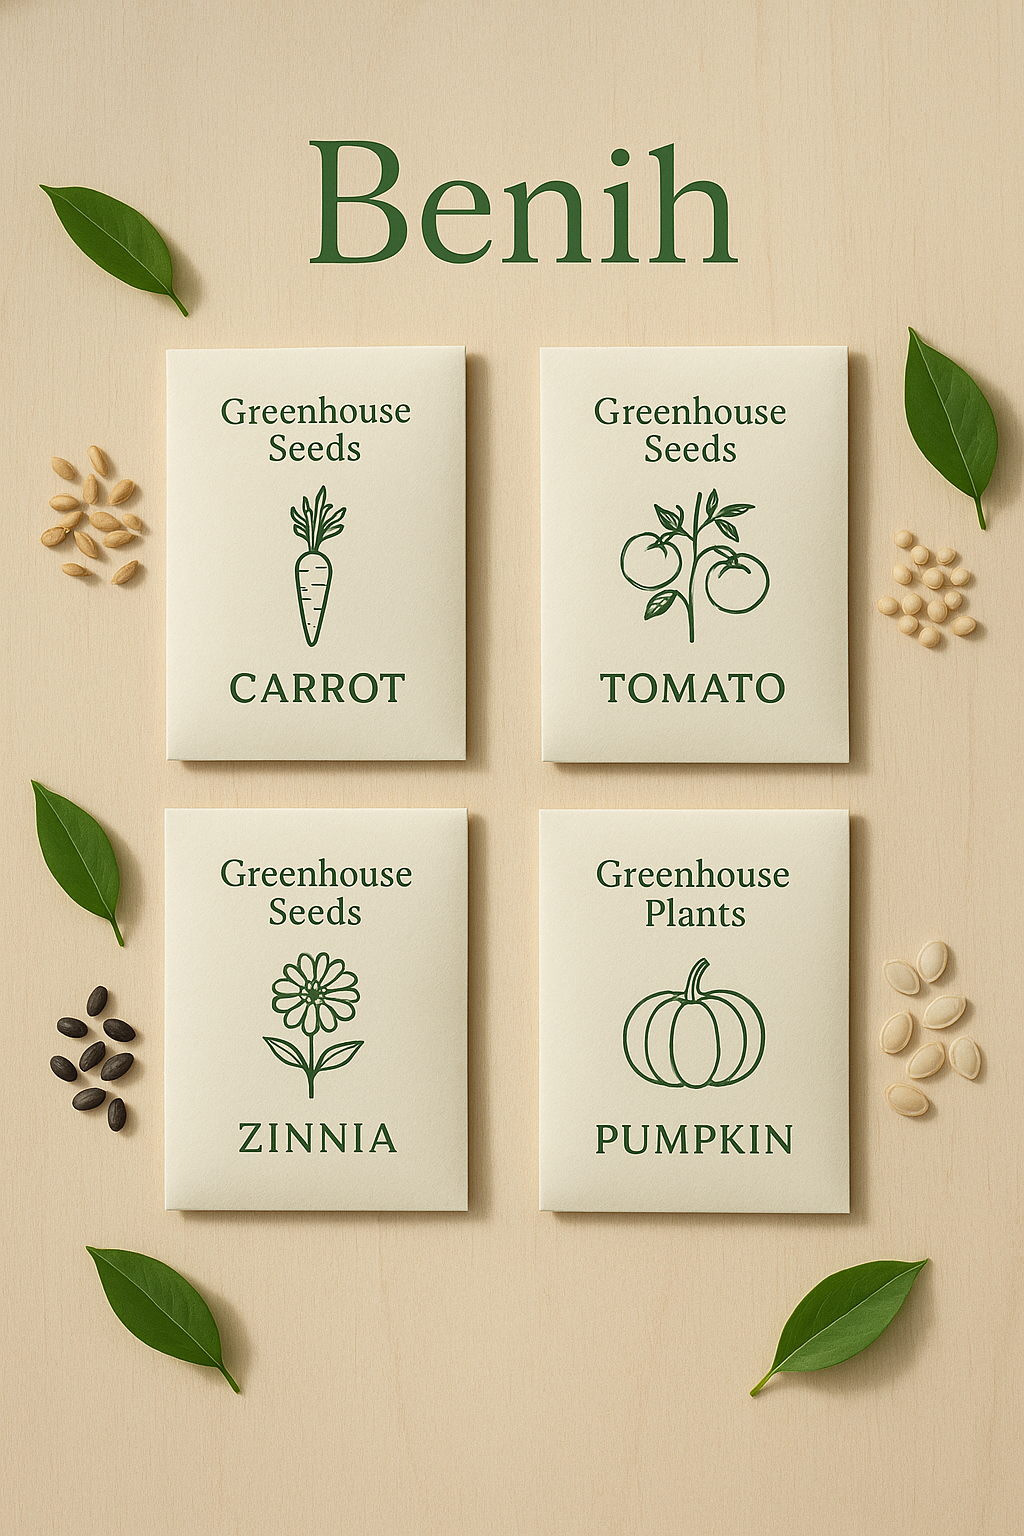 Benih
Greenhouse
Seeds
CARROT
Greenhouse
Seeds
TOMATO
Greenhouse
Seeds
ZINNIA
Greenhouse
Plants
PUMPKIN